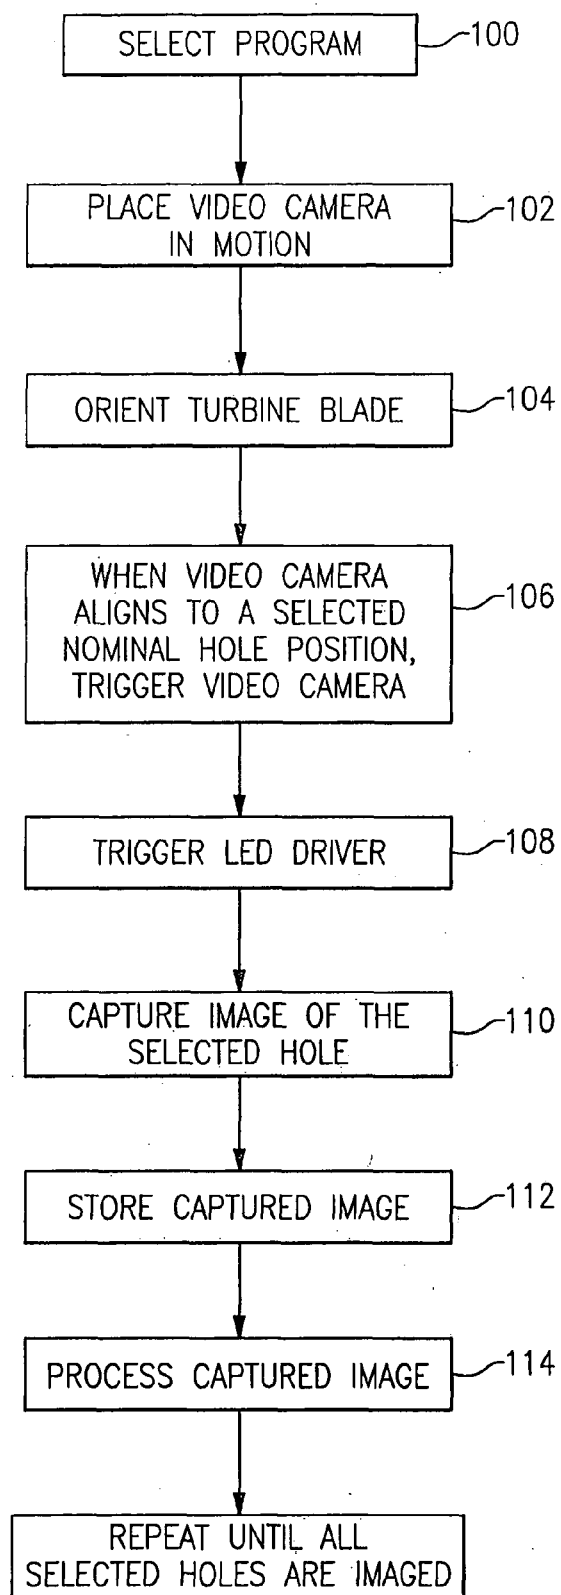 SELECT PROGRAM
100
PLACE VIDEO CAMERA
IN MOTION
102
ORIENT TURBINE BLADE
104
WHEN VIDEO CAMERA
ALIGNS TO A SELECTED
NOMINAL HOLE POSITION,
TRIGGER VIDEO CAMERA
106
TRIGGER LED DRIVER
108
CAPTURE IMAGE OF THE
SELECTED HOLE
110
STORE CAPTURED IMAGE
112
PROCESS CAPTURED IMAGE
114
REPEAT UNTIL ALL
SELECTED HOLES ARE IMAGED